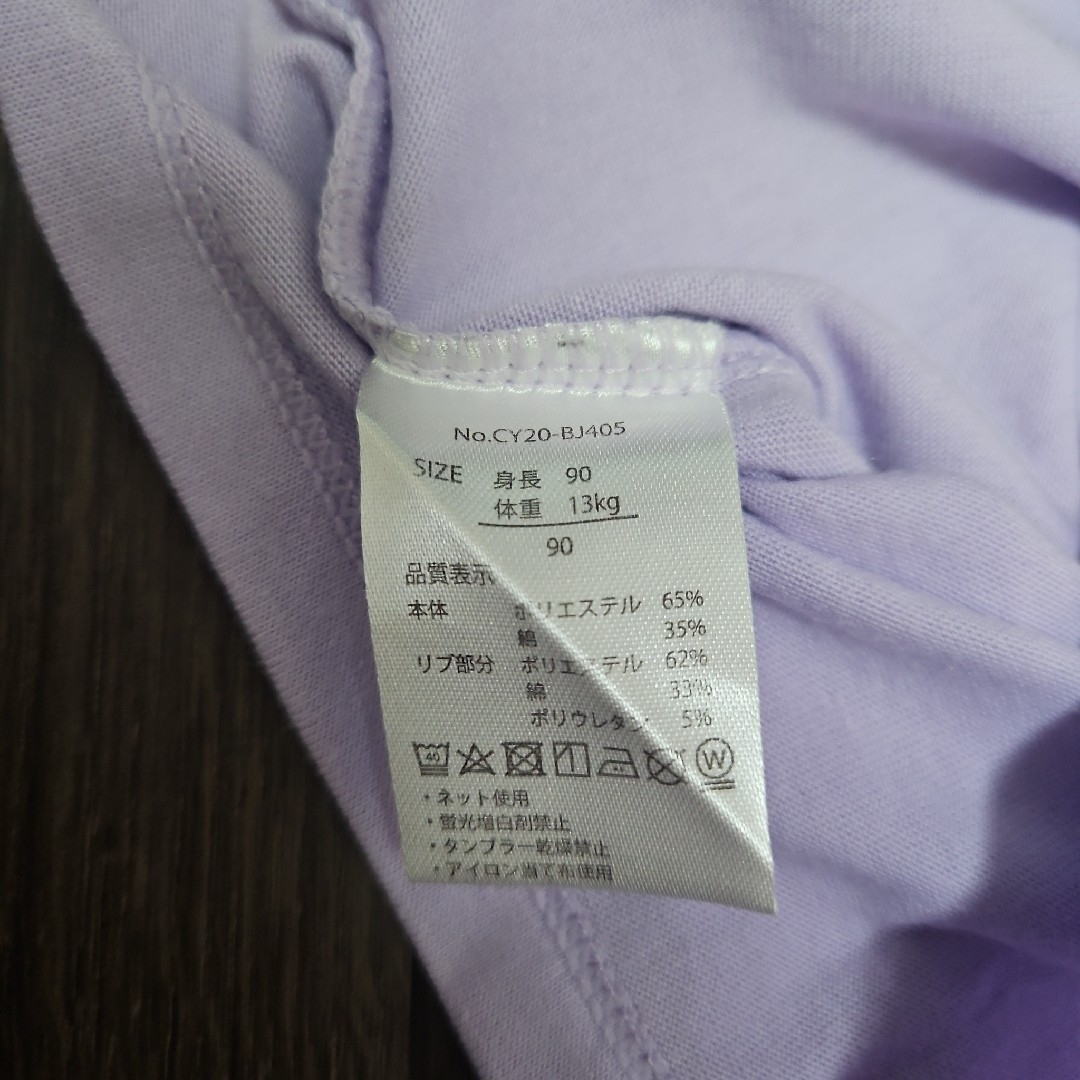 No.CY20-BJ405
SIZE 身長 90
体重 13kg
90
品質表示
本体 ポリエステル 65%
綿 35%
リブ部分 ポリエステル 62%
綿 33%
ポリウレタン 5%
40 W
・ネット使用
・蛍光増白剤禁止
・タンブラー乾燥禁止
・アイロン当て布使用